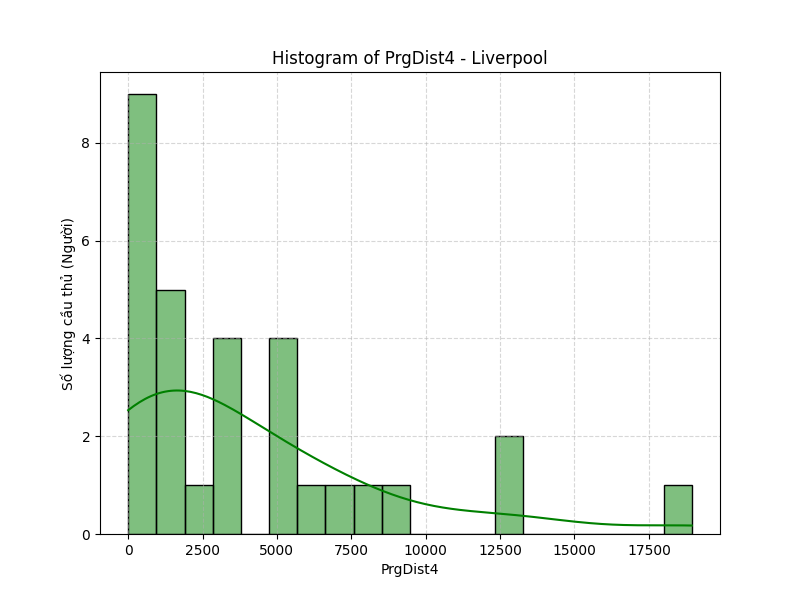 Histogram of PrgDist4 - Liverpool
Số lượng cầu thủ (Người)
8
6
4
2
0
0 2500 5000 7500 10000 12500 15000 17500
PrgDist4